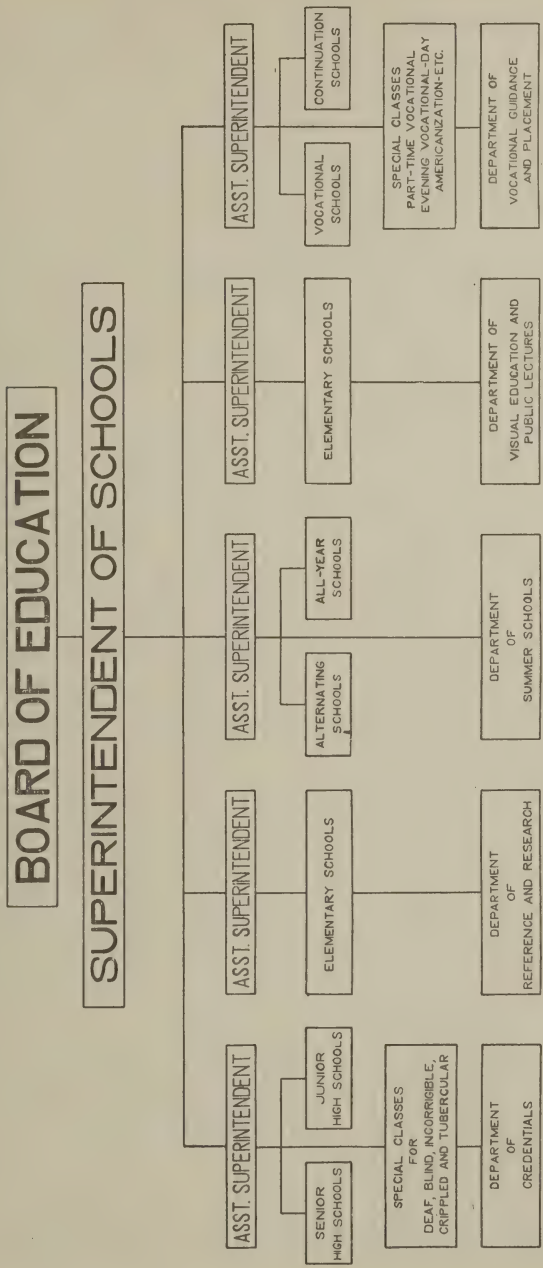 BOARD OF EDUCATION
SUPERINTENDENT OF SCHOOLS
ASST. SUPERINTENDENT
SENIOR
HIGH SCHOOLS
JUNIOR
HIGH SCHOOLS
SPECIAL CLASSES
FOR
DEAF, BLIND, INCORRIGIBLE,
CRIPPLED AND TUBERCULAR
DEPARTMENT
OF
CREDENTIALS
ASST. SUPERINTENDENT
ELEMENTARY SCHOOLS
DEPARTMENT
OF
REFERENCE AND RESEARCH
ASST. SUPERINTENDENT
ALTERNATING
SCHOOLS
ALL-YEAR
SCHOOLS
DEPARTMENT
OF
SUMMER SCHOOLS
ASST. SUPERINTENDENT
ELEMENTARY SCHOOLS
DEPARTMENT OF
VISUAL EDUCATION AND
PUBLIC LECTURES
ASST. SUPERINTENDENT
VOCATIONAL
SCHOOLS
CONTINUATION
SCHOOLS
SPECIAL CLASSES
PART-TIME VOCATIONAL
EVENING VOCATIONAL-DAY
AMERICANIZATION-ETC.
DEPARTMENT OF
VOCATIONAL GUIDANCE
AND PLACEMENT